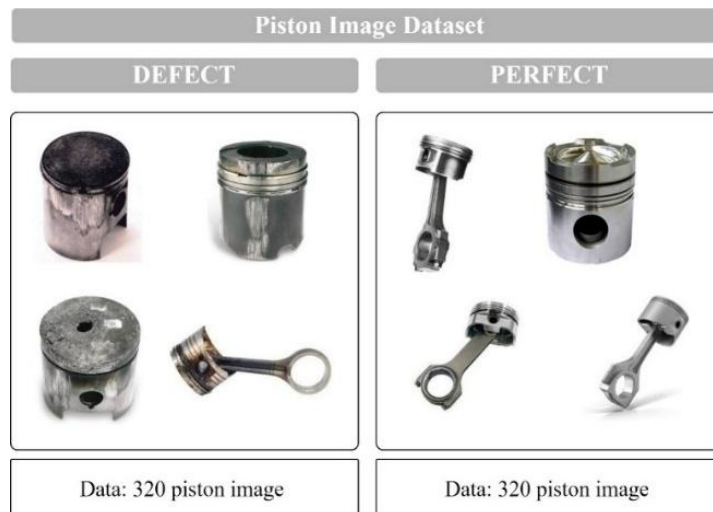 Piston Image Dataset
DEFECT
PERFECT
Data: 320 piston image
Data: 320 piston image